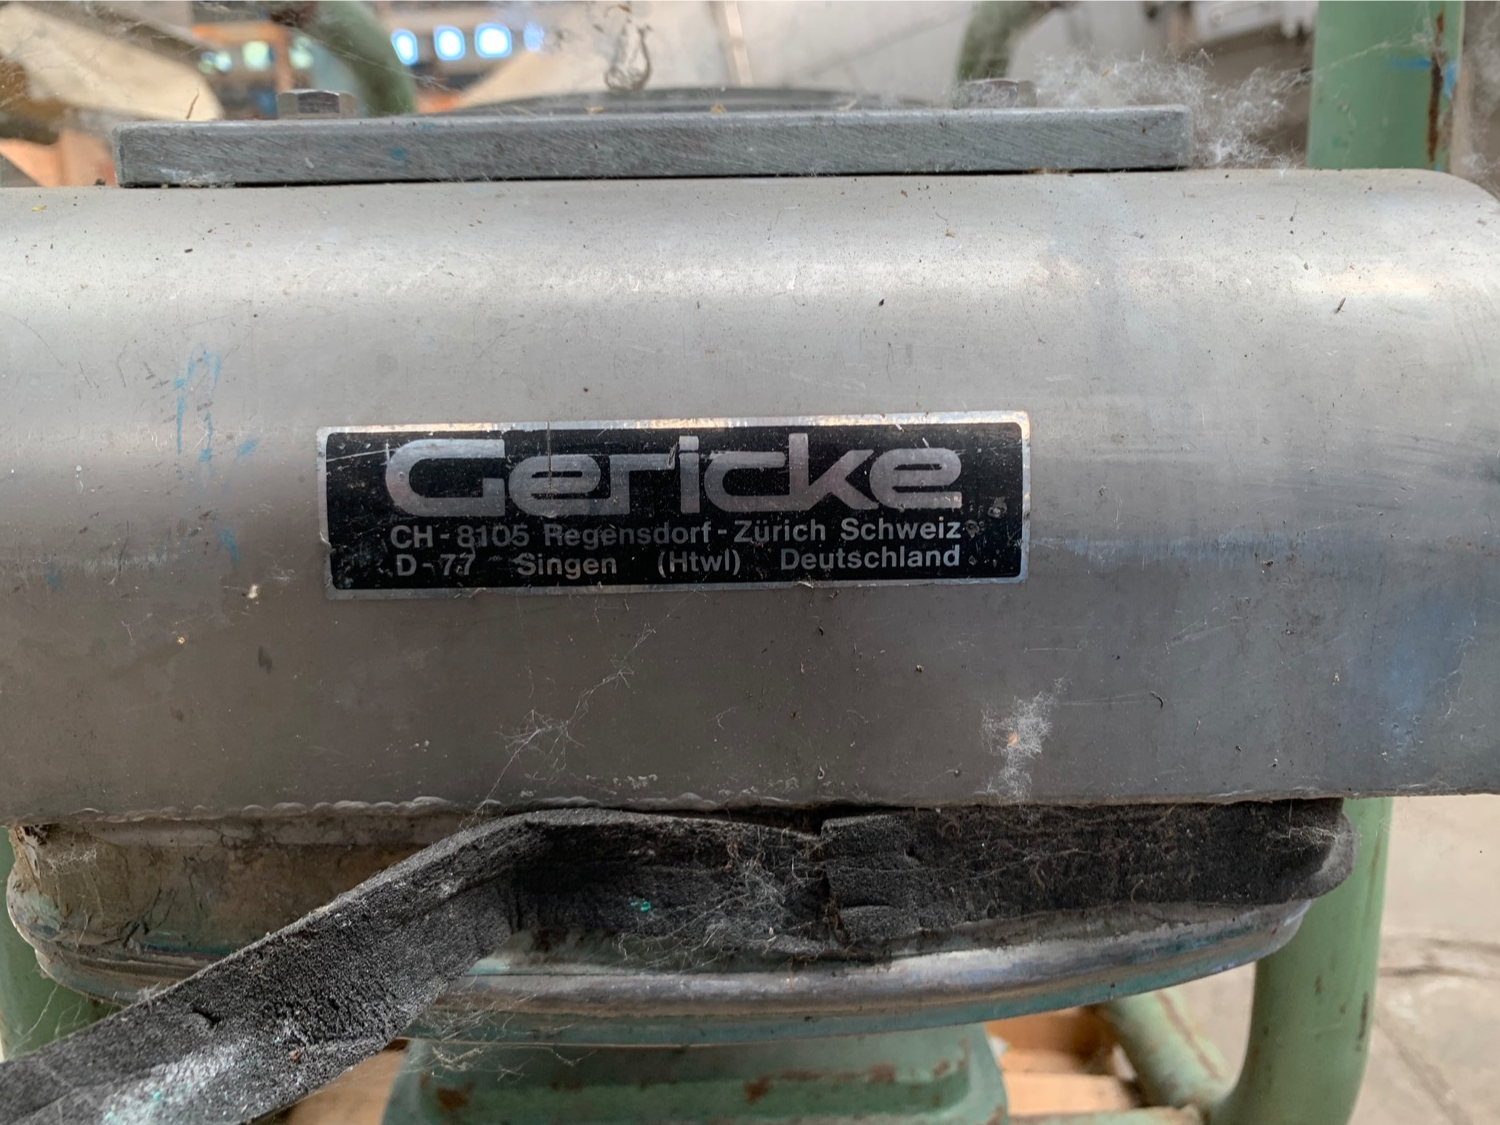 Gericke
CH-8105 Regensdorf-Zürich Schweiz
D-77 Singen (Htwl) Deutschland